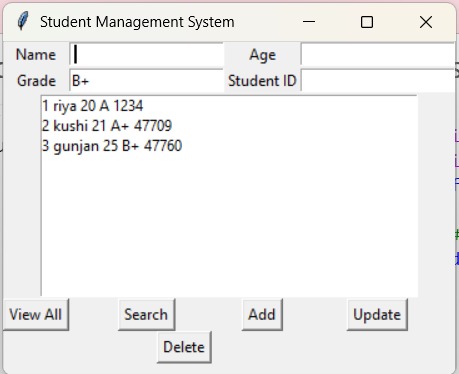 Student Management System
Name Age
Grade B+ Student ID
1 riya 20 A 1234
2 kushi 21 A+ 47709
3 gunjan 25 B+ 47760
View All Search Add Update
Delete